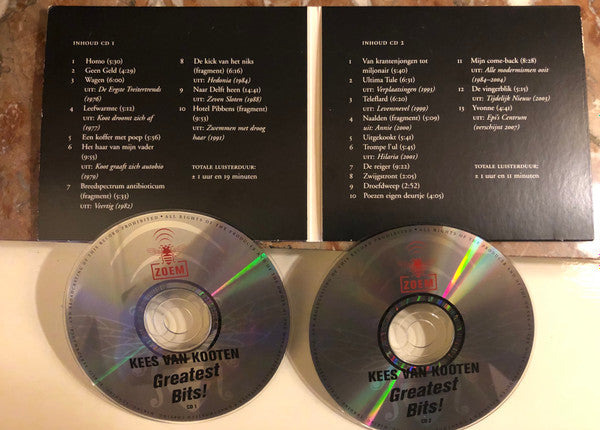 INHOUD CD 1
1 Homo (5:30)
2 Geen Geld (4:29)
3 Wagen (6:00)
UIT: De Ergste Treitertrends
(1976)
4 Leefwarmte (5:12)
UIT: Koot droomt zich af
(1977)
5 Een koffer met poep (5:56)
6 Het haar van mijn vader
(9:53)
UIT: Koot graaft zich autobio
(1979)
7 Breedspectrum antibioticum
(fragment) (5:33)
UIT: Veertig (1982)
8 De kick van het niks
(fragment) (6:16)
UIT: Hedonia (1984)
9 Naar Delft heen (14:41)
UIT: Zeven Sloten (1988)
10 Hotel Pibbens (fragment)
(9:53)
UIT: Zwemmen met droog
haar (1991)
TOTALE LUISTERDUUR:
± 1 uur en 19 minuten
INHOUD CD 2
1 Van krantenjongen tot
miljonair (5:40)
2 Ultima Tule (6:31)
UIT: Verplaatsingen (1993)
3 Teleflard (6:20)
UIT: Levensnevel (1999)
4 Naalden (fragment) (5:09)
uit: Annie (2000)
5 Uitgekookt (5:41)
6 Trompe l'ul (5:45)
UIT: Hilaria (2001)
7 De reiger (9:22)
8 Zwijgstront (2:05)
9 Droefdweep (2:52)
10 Poezen eigen deurtje (4:05)
11 Mijn come-back (8:28)
UIT: Alle modermismen ooit
(1984–2004)
12 De vingerblik (5:15)
UIT: Tijdelijk Nieuw (2005)
13 Yvonne (4:41)
UIT: Epi's Centrum
(verschijnt 2007)
TOTALE LUISTERDUUR:
± 1 uur en 11 minuten
ZOEM
KEES VAN KOOTEN
Greatest
Bits!
CD 1
ZOEM
KEES VAN KOOTEN
Greatest
Bits!
CD 2